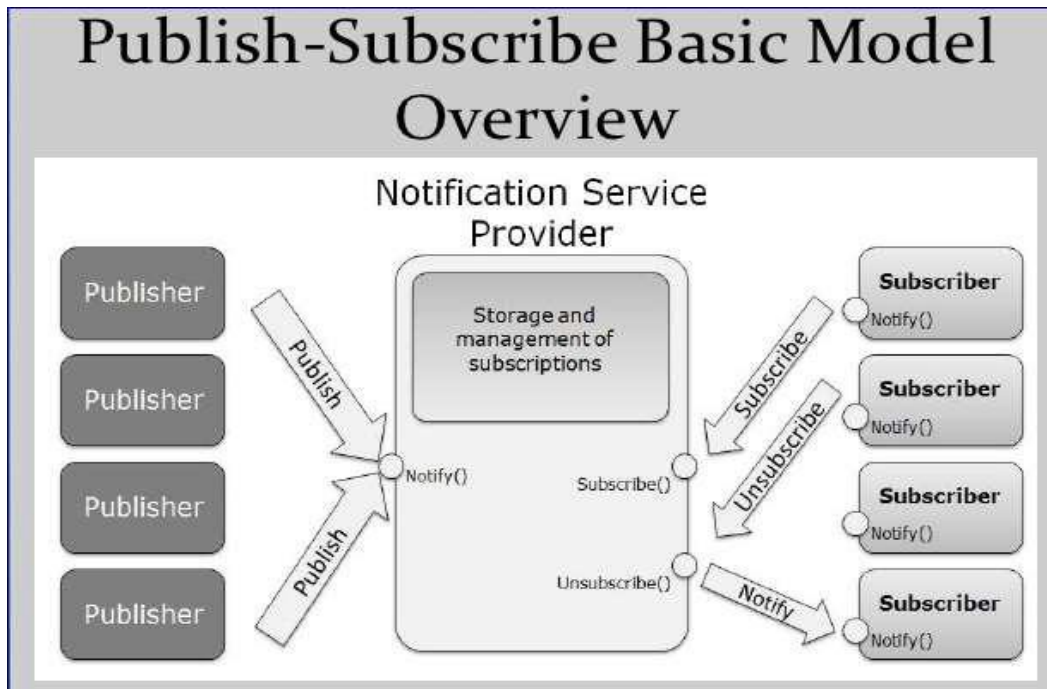 Publish-Subscribe Basic Model
Overview
Notification Service
Provider
Publisher
Publisher
Publisher
Publisher
Publish
Publish
Storage and
management of
subscriptions
Notify()
Subscribe()
Unsubscribe()
Subscribe
Unsubscribe
Notify
Subscriber
Notify()
Subscriber
Notify()
Subscriber
Notify()
Subscriber
Notify()